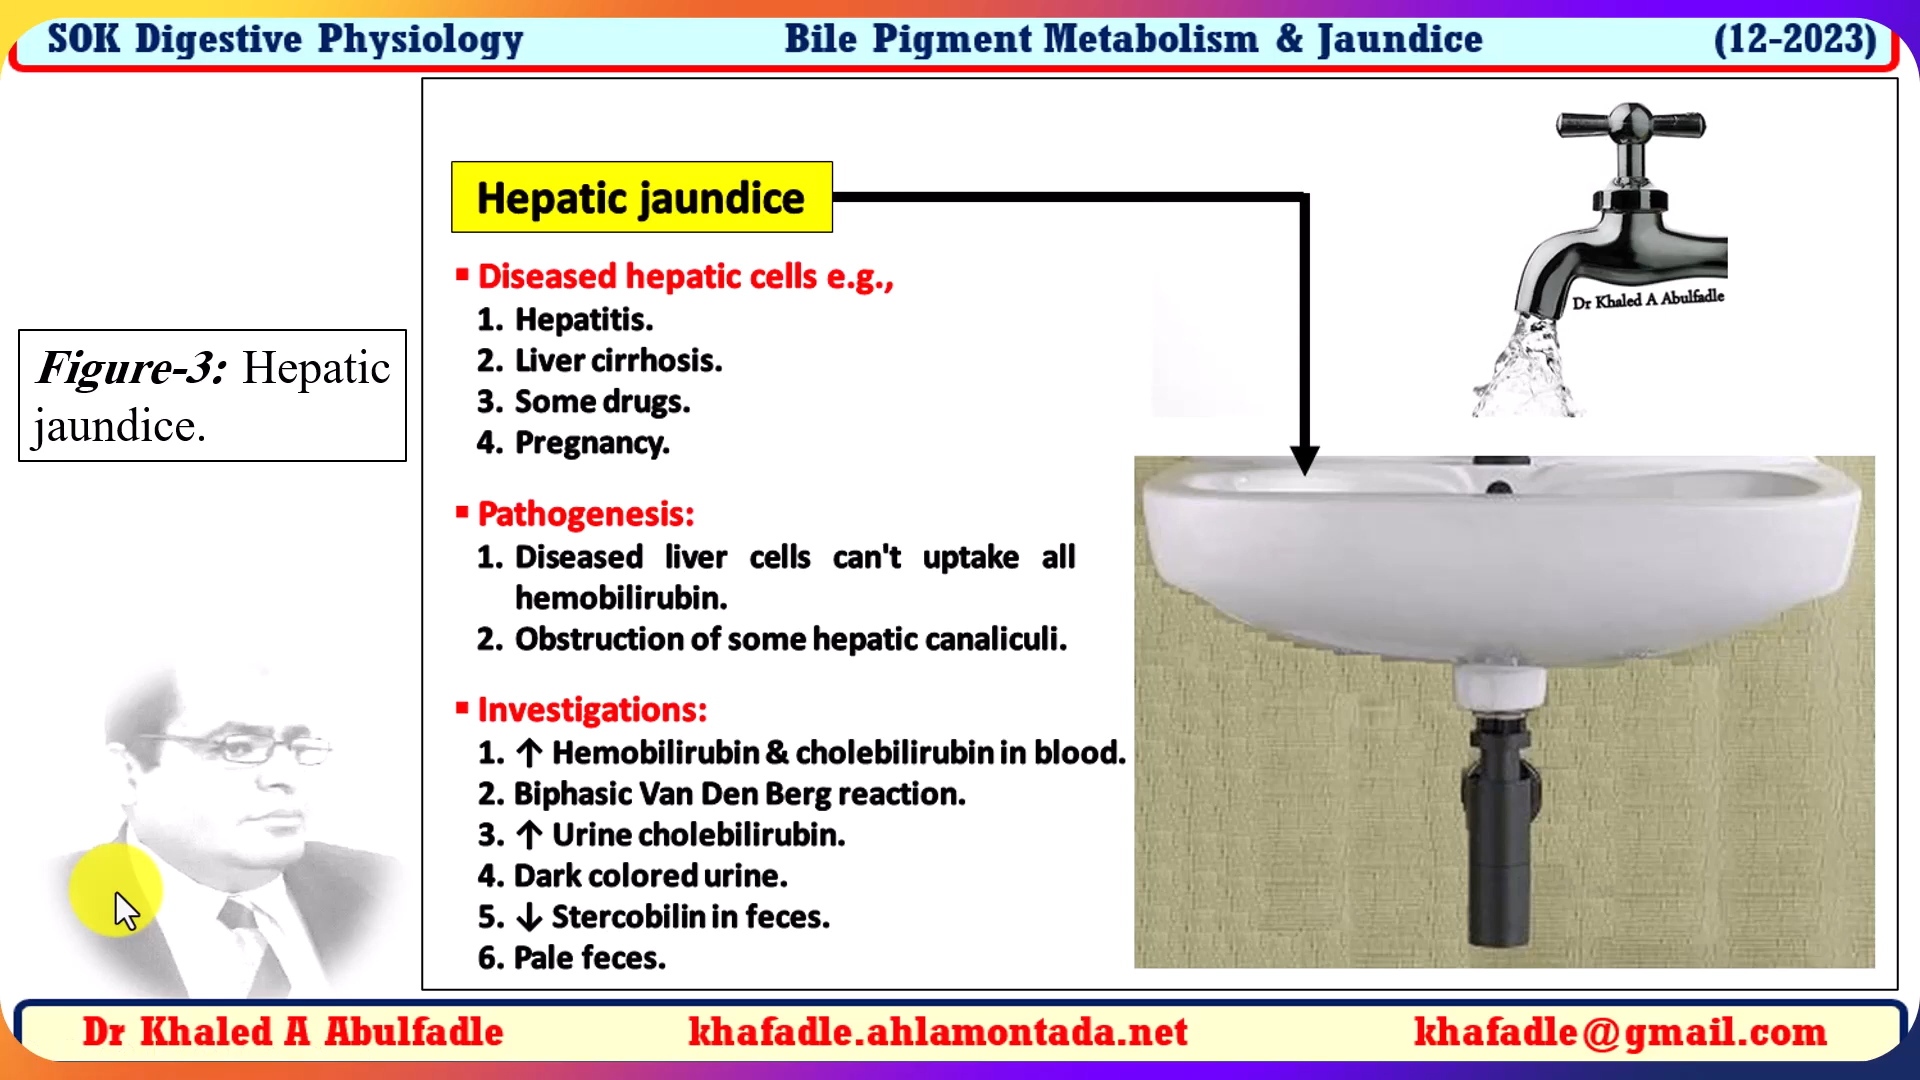 SOK Digestive Physiology Bile Pigment Metabolism & Jaundice (12-2023)
Figure-3: Hepatic
jaundice.
Hepatic jaundice
▪ Diseased hepatic cells e.g.,
1. Hepatitis.
2. Liver cirrhosis.
3. Some drugs.
4. Pregnancy.
▪ Pathogenesis:
1. Diseased liver cells can't uptake all
hemobilirubin.
2. Obstruction of some hepatic canaliculi.
▪ Investigations:
1. ↑ Hemobilirubin & cholebilirubin in blood.
2. Biphasic Van Den Berg reaction.
3. ↑ Urine cholebilirubin.
4. Dark colored urine.
5. ↓ Stercobilin in feces.
6. Pale feces.
Dr Khaled A Abulfadle
Dr Khaled A Abulfadle khafadle.ahlamontada.net khafadle@gmail.com